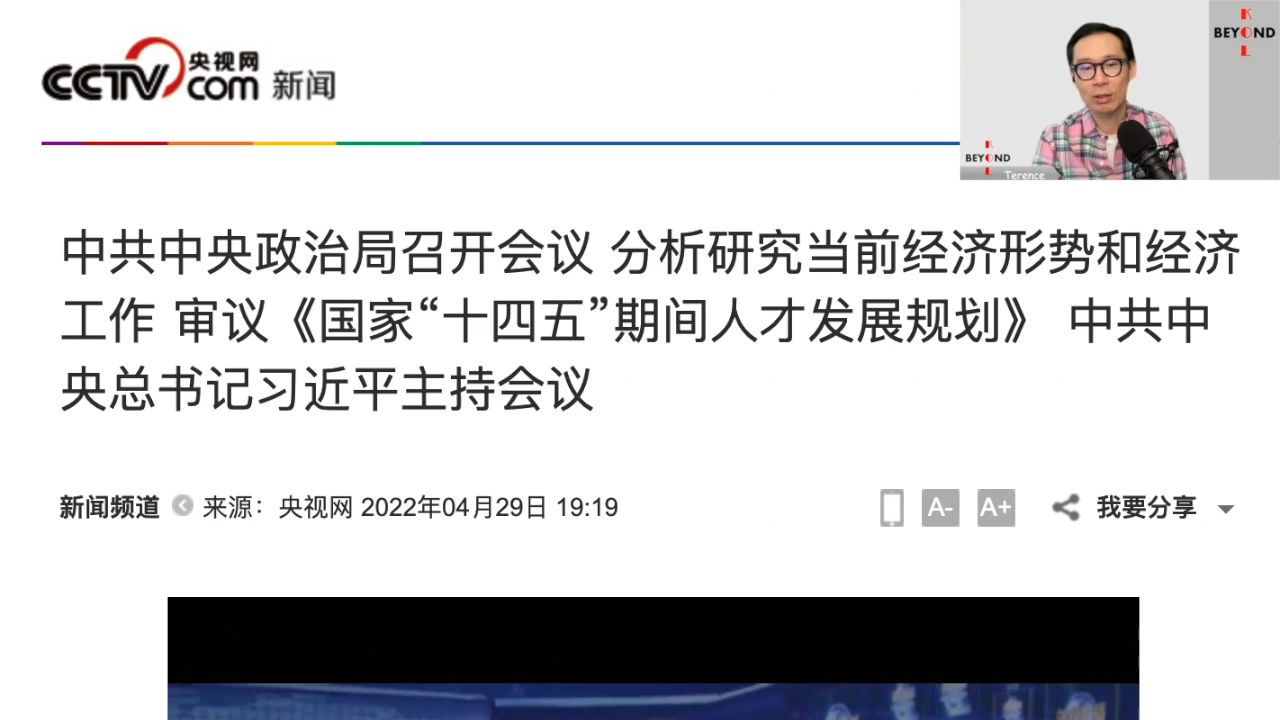 CCTV.com 央视网 新闻
K
BEYOND
L
K
BEYOND
L
Terence
中共中央政治局召开会议 分析研究当前经济形势和经济
工作 审议《国家“十四五”期间人才发展规划》 中共中
央总书记习近平主持会议
新闻频道 来源：央视网 2022年04月29日 19:19
A- A+ 我要分享